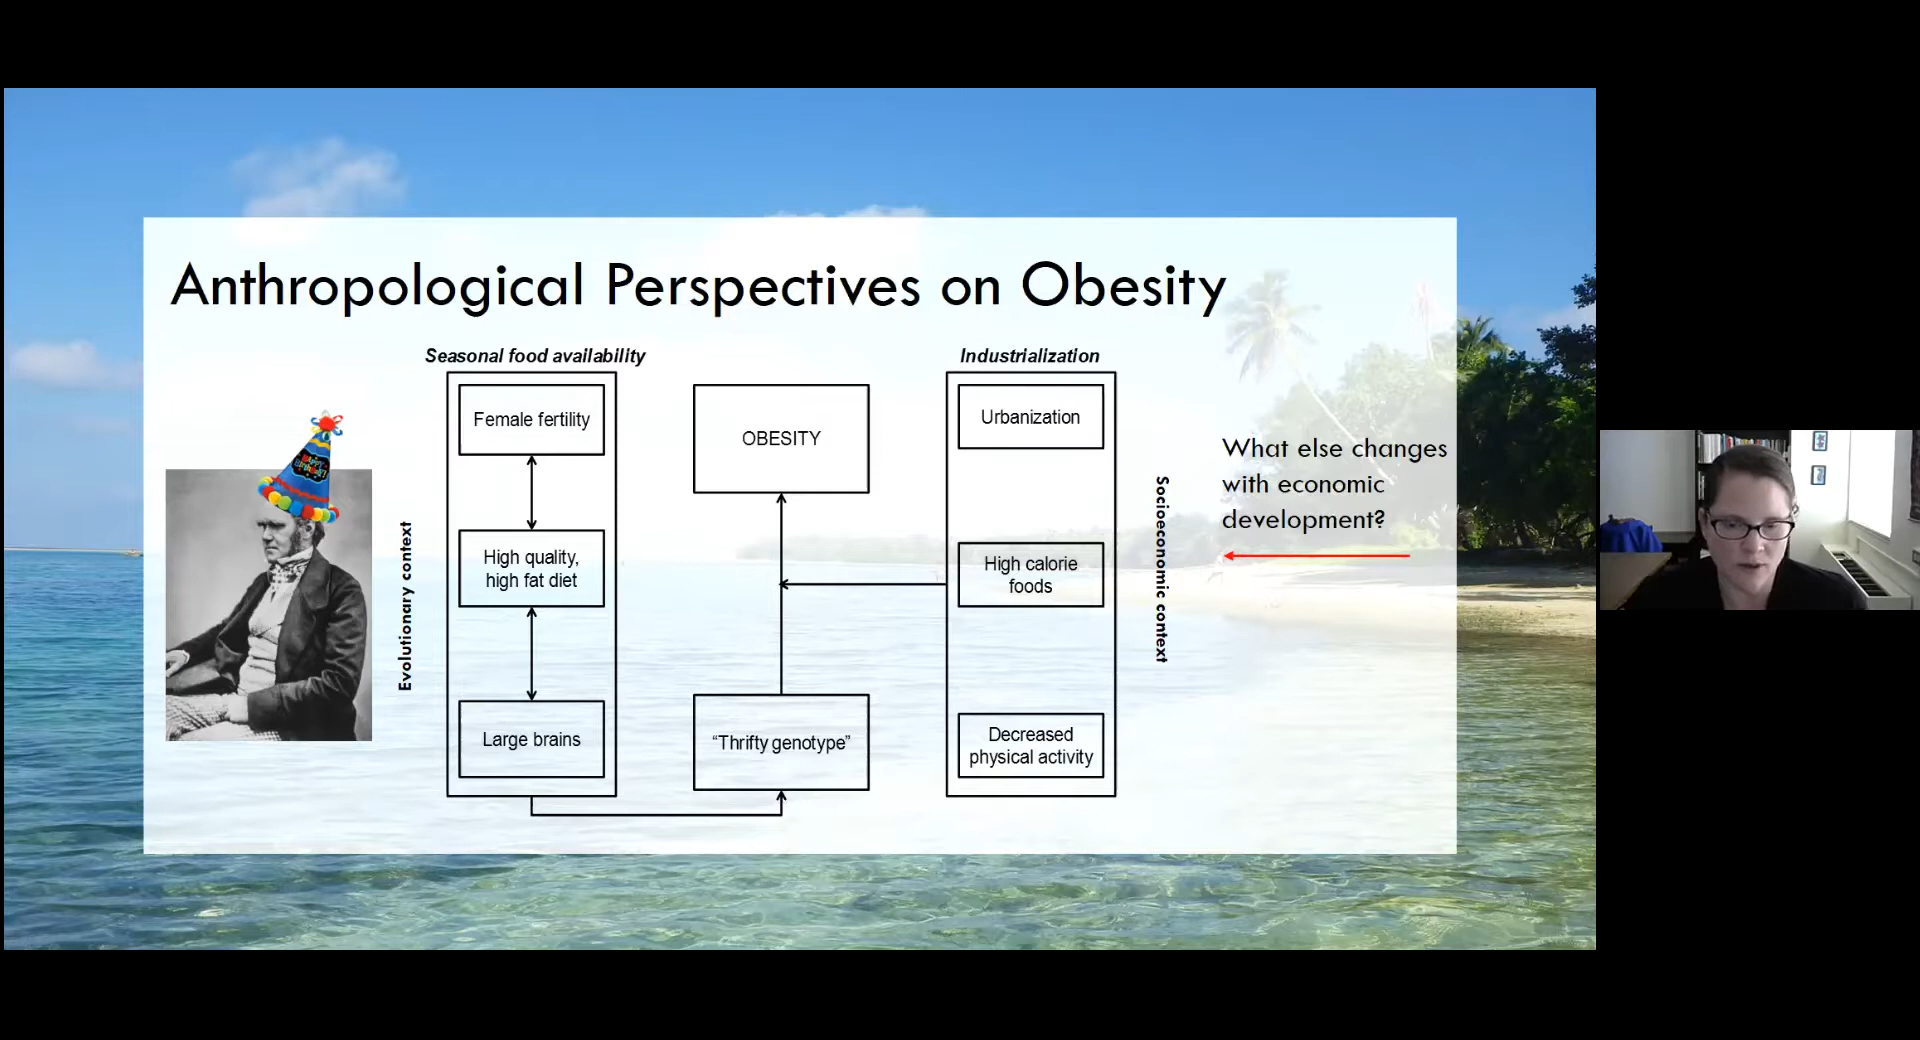 Anthropological Perspectives on Obesity
Seasonal food availability
Industrialization
Evolutionary context
Female fertility
High quality,
high fat diet
Large brains
OBESITY
"Thrifty genotype"
Urbanization
High calorie
foods
Decreased
physical activity
Socioeconomic context
What else changes
with economic
development?